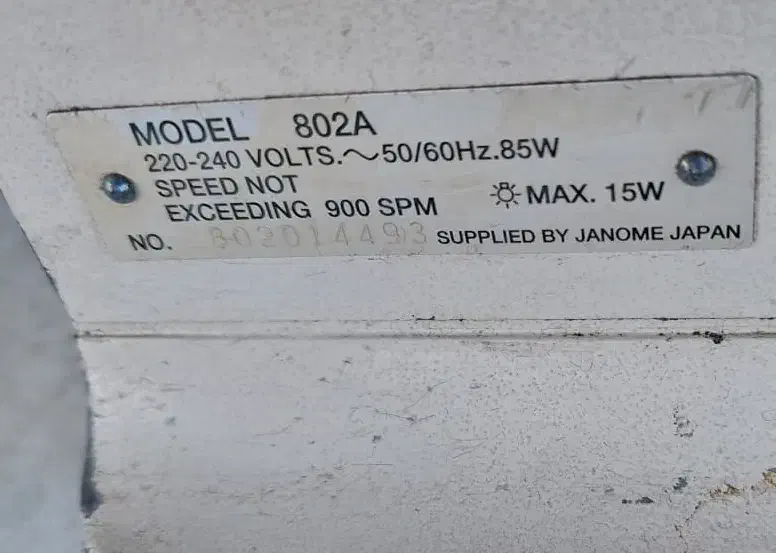 MODEL 802A
220-240 VOLTS.~50/60Hz.85W
SPEED NOT
EXCEEDING 900 SPM MAX. 15W
NO. 802014493 SUPPLIED BY JANOME JAPAN